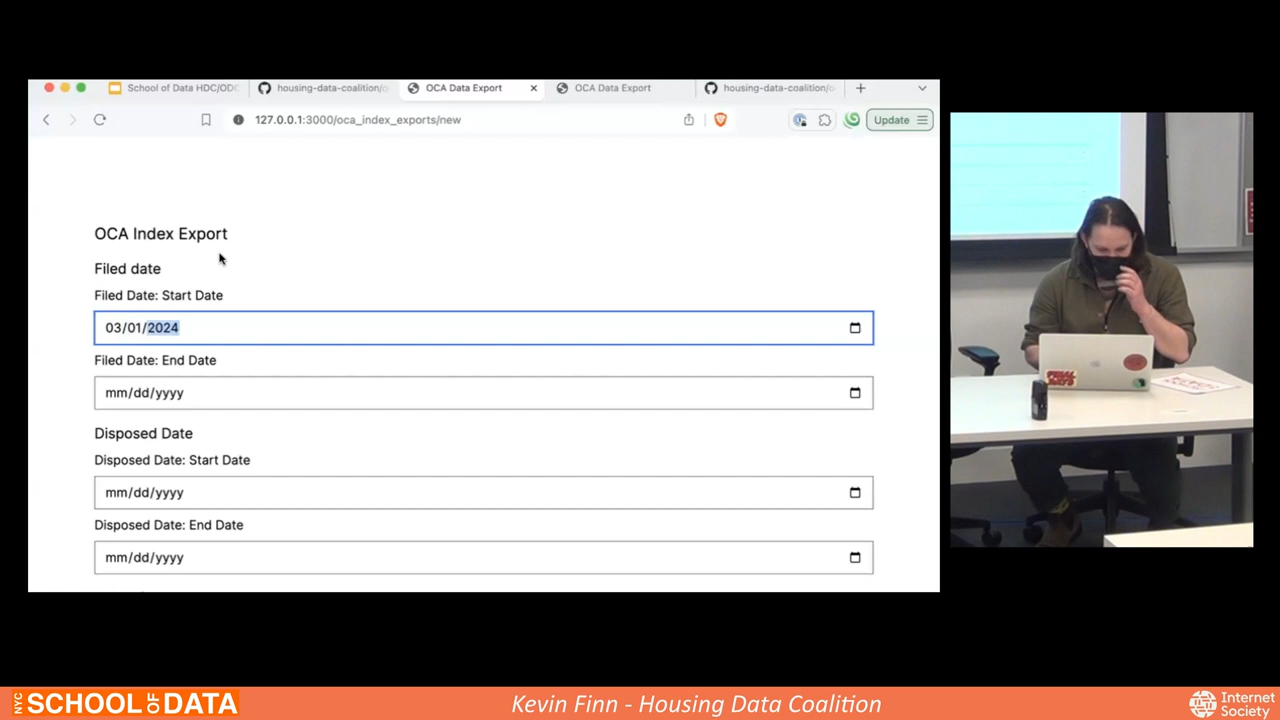 School of Data HDC/ODC
housing-data-coalition/o
OCA Data Export
OCA Data Export
housing-data-coalition/o
127.0.0.1:3000/oca_index_exports/new
Update
OCA Index Export
Filed date
Filed Date: Start Date
03/01/2024
Filed Date: End Date
mm/dd/yyyy
Disposed Date
Disposed Date: Start Date
mm/dd/yyyy
Disposed Date: End Date
mm/dd/yyyy
NYC SCHOOL OF DATA
Kevin Finn - Housing Data Coalition
Internet
Society